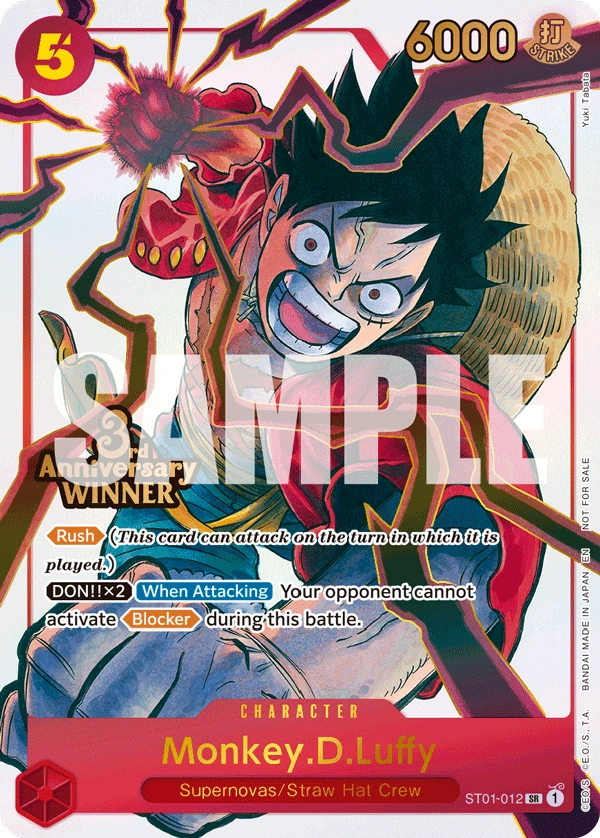 5
6000
打
STRIKE
Yuki Tabata
SAMPLE
3rd
Anniversary
WINNER
Rush (This card can attack on the turn in which it is
played.)
DON!!×2 When Attacking Your opponent cannot
activate Blocker during this battle.
CHARACTER
Monkey.D.Luffy
Supernovas/Straw Hat Crew
ST01-012 SR 1
©E.O/S., ©E.O./S., T.A. BANDAI MADE IN JAPAN EN NOT FOR SALE